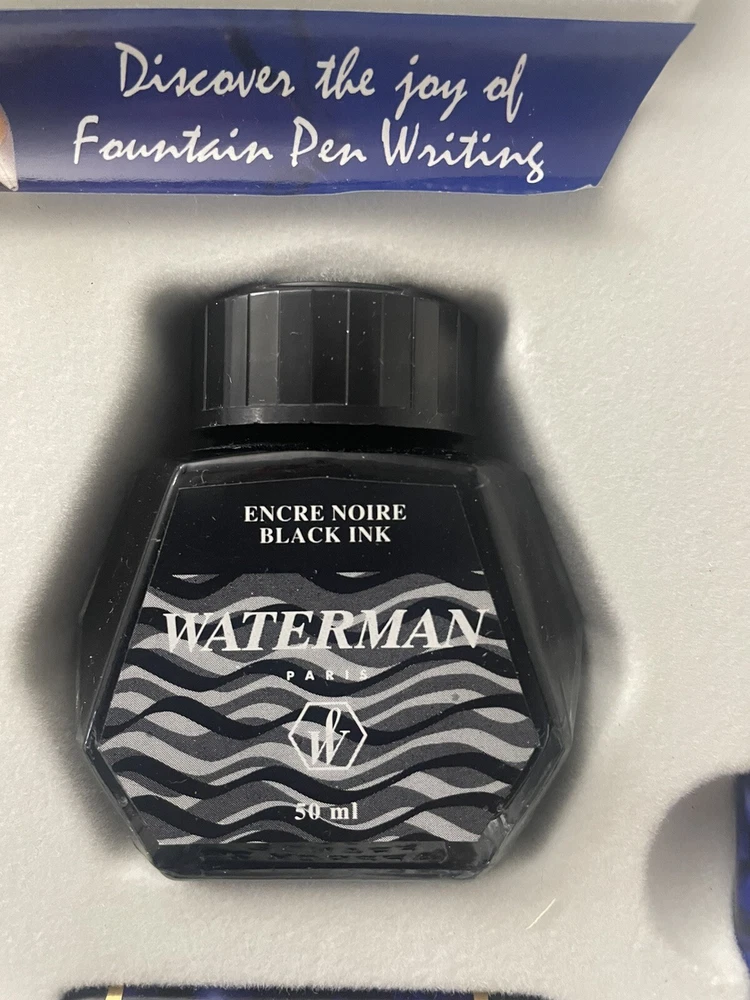 Discover the joy of
Fountain Pen Writing
ENCRE NOIRE
BLACK INK
WATERMAN
PARIS
W
50 ml